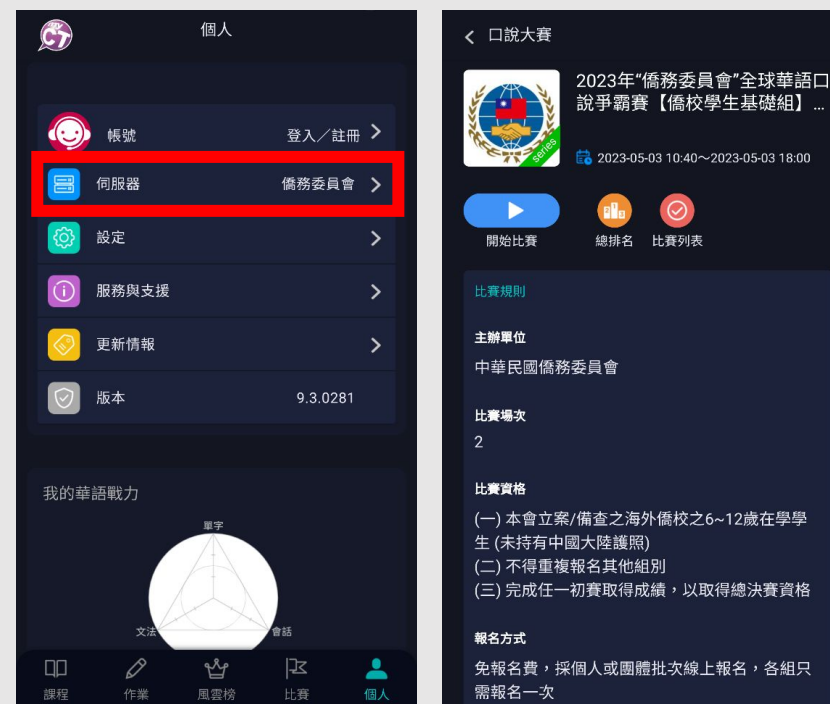 CT
個人
帳號
登入／註冊
伺服器
僑務委員會
設定
服務與支援
更新情報
版本
9.3.0281
我的華語戰力
單字
文法
會話
課程
作業
風雲榜
比賽
個人
口說大賽
2023年“僑務委員會”全球華語口
說爭霸賽【僑校學生基礎組】...
series
2023-05-03 10:40～2023-05-03 18:00
開始比賽
總排名
比賽列表
比賽規則
主辦單位
中華民國僑務委員會
比賽場次
2
比賽資格
(一) 本會立案/備查之海外僑校之6~12歲在學學
生 (未持有中國大陸護照)
(二) 不得重複報名其他組別
(三) 完成任一初賽取得成績，以取得總決賽資格
報名方式
免報名費，採個人或團體批次線上報名，各組只
需報名一次